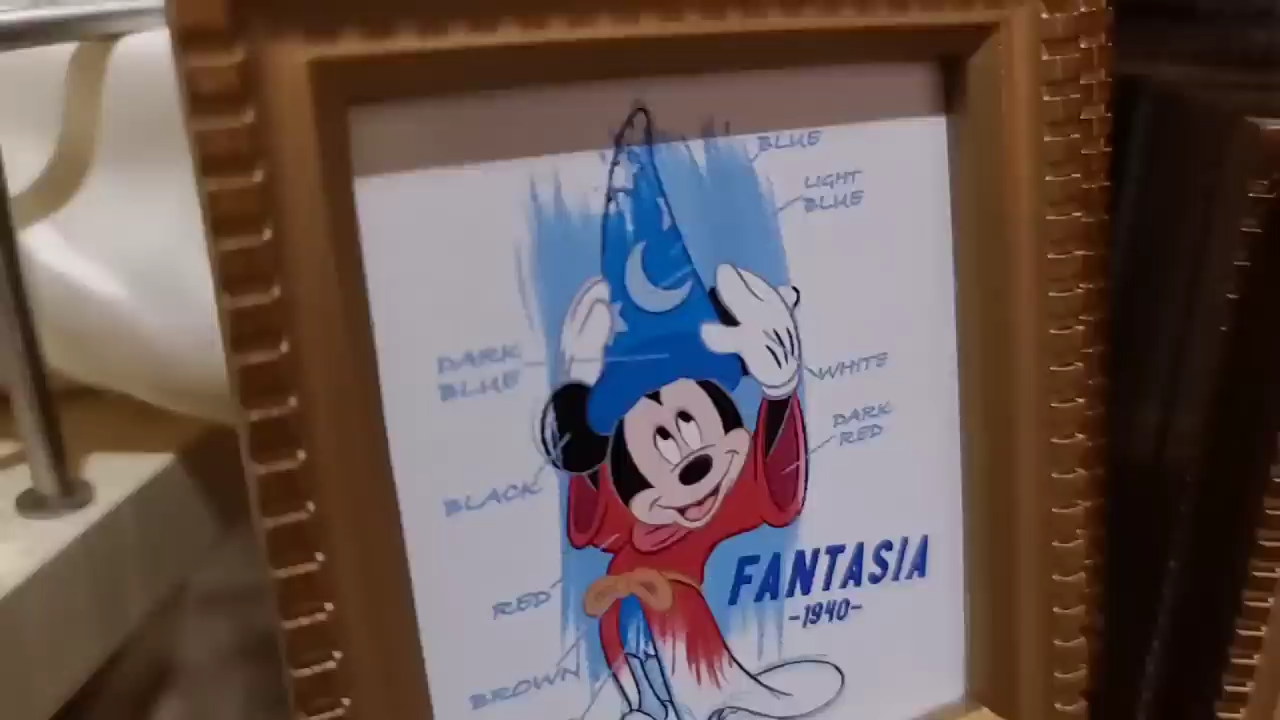 BLUE
LIGHT
BLUE
DARK
BLUE
WHITE
DARK
RED
BLACK
FANTASIA
-1940-
RED
BROWN